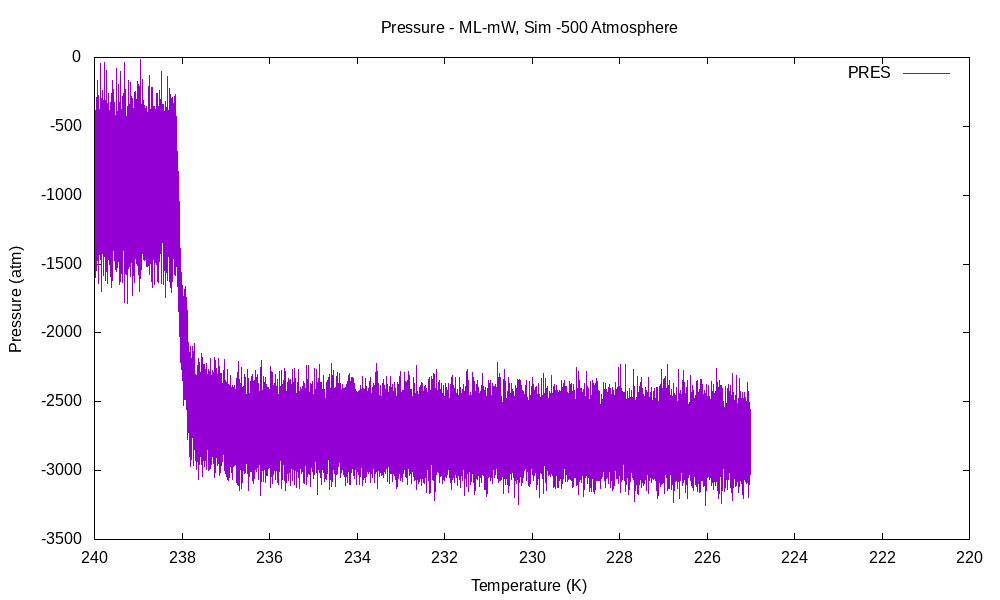 Pressure - ML-mW, Sim -500 Atmosphere
PRES
0
-500
-1000
-1500
-2000
-2500
-3000
-3500
Pressure (atm)
240 238 236 234 232 230 228 226 224 222 220
Temperature (K)